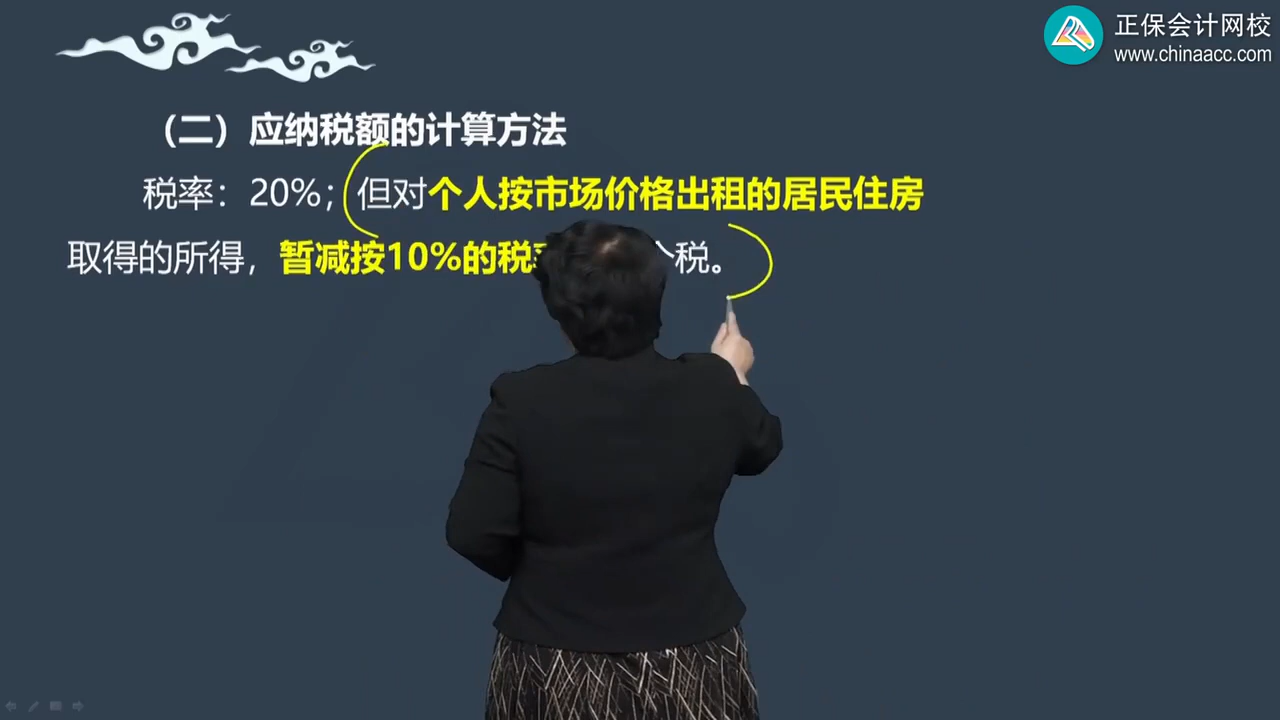 正保会计网校
www.chinaacc.com
（二）应纳税额的计算方法
税率：20%；但对个人按市场价格出租的居民住房
取得的所得，暂减按10%的税 个税。